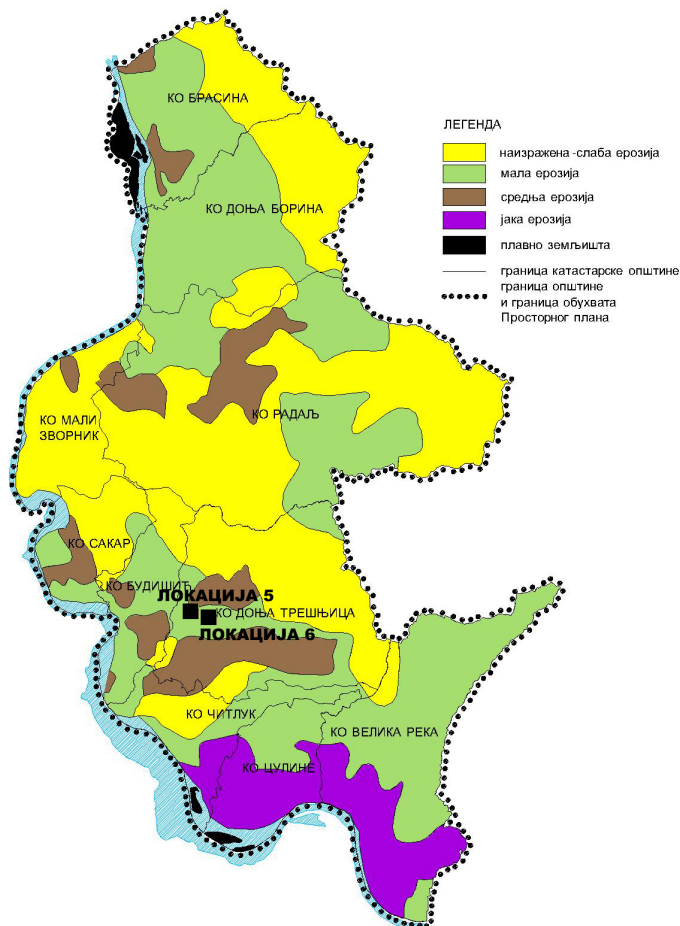 КО БРАСИНА
ЛЕГЕНДА
наизражена -слаба ерозија
мала ерозија
средња ерозија
јака ерозија
плавно земљишта
граница катастарске општине
граница општине
и граница обухвата
Просторног плана
КО ДОЊА БОРИНА
КО МАЛИ
ЗВОРНИК
КО РАДАЉ
КО САКАР
КО БУДИШИЋ
ЛОКАЦИЈА 5
КО ДОЊА ТРЕШЊИЦА
ЛОКАЦИЈА 6
КО ЧИТЛУК
КО ВЕЛИКА РЕКА
КО ЦУЛИНЕ